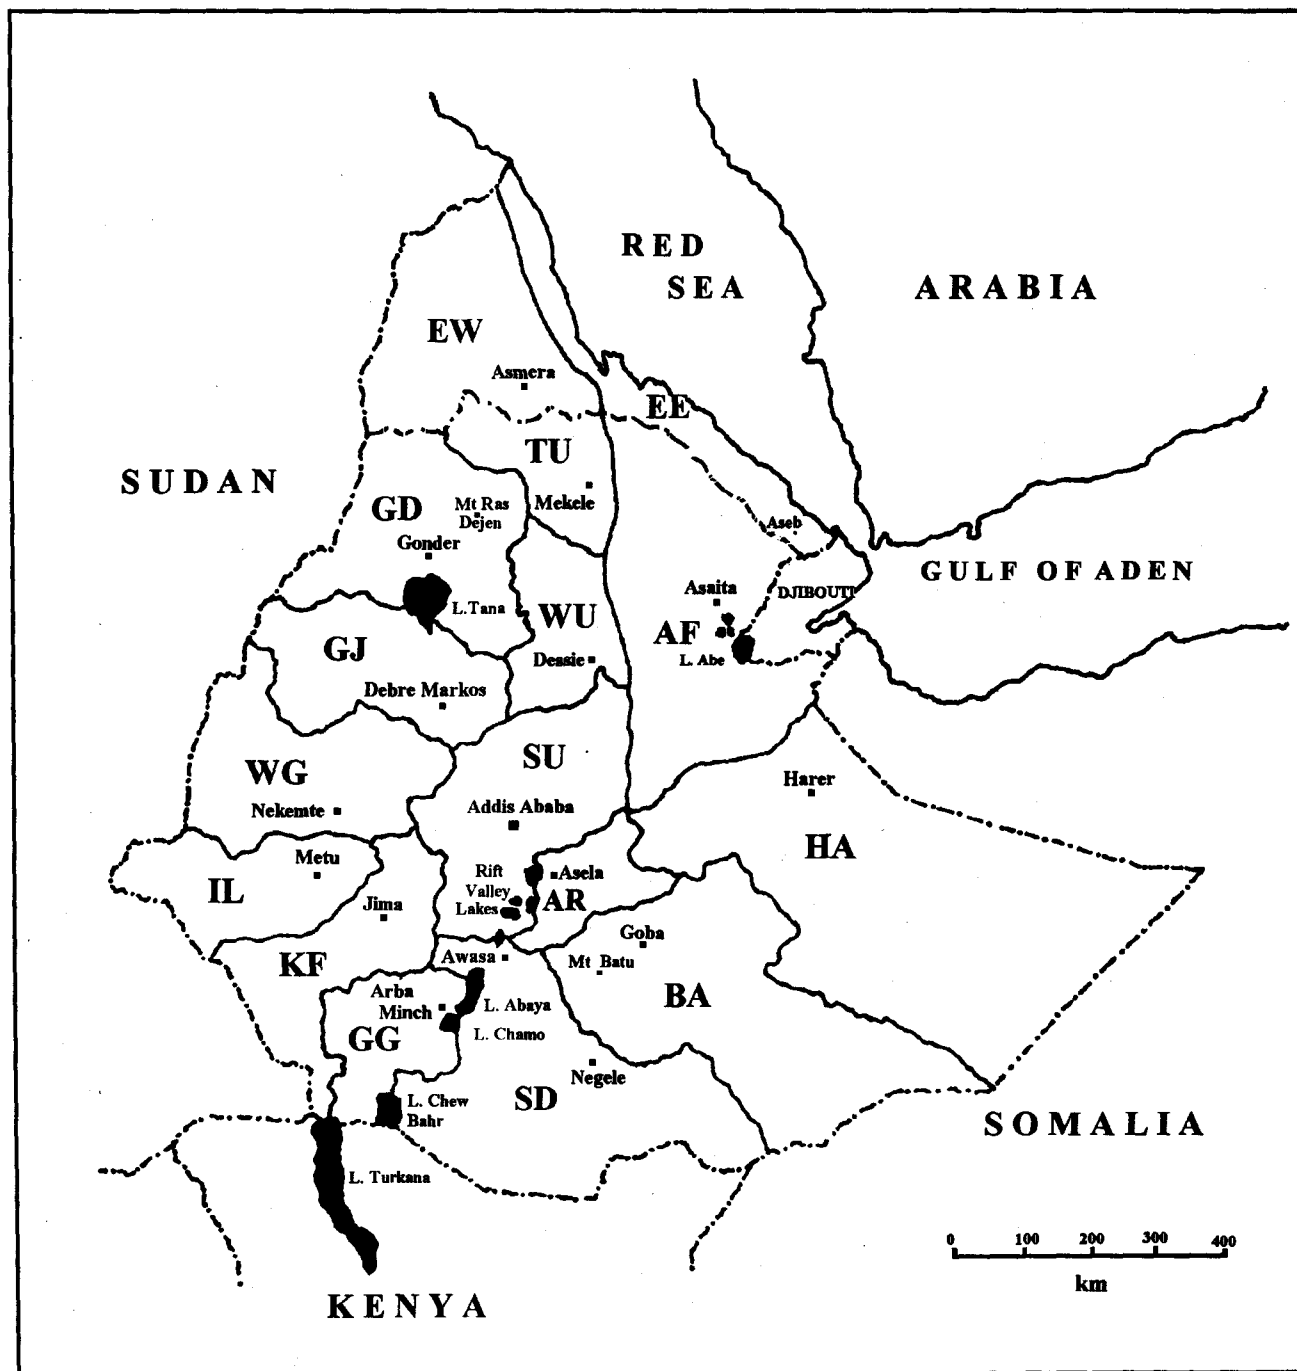 RED
SEA
ARABIA
EW
Asmera
EE
TU
SUDAN
Mekele
GD
Mt Ras
Dejen
Aseb
Gonder
GULF OF ADEN
Asaita
DJIBOUTI
L.Tana
WU
AF
GJ
Dessie
L. Abe
Debre Markos
SU
WG
Harer
Nekemte
Addis Ababa
HA
Metu
Rift
Valley
Lakes
Asela
IL
AR
Jima
Goba
KF
Awasa
Mt Batu
BA
Arba
Minch
L. Abaya
GG
L. Chamo
Negele
SD
L. Chew
Bahr
SOMALIA
L. Turkana
0 100 200 300 400
km
KENYA